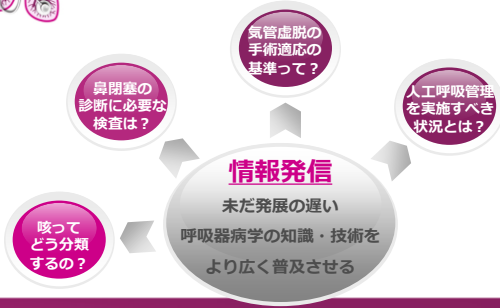 気管虚脱の
手術適応の
基準って？
鼻閉塞の
診断に必要な
検査は？
人工呼吸管理
を実施すべき
状況とは？
咳って
どう分類
するの？
情報発信
未だ発展の遅い
呼吸器病学の知識・技術を
より広く普及させる